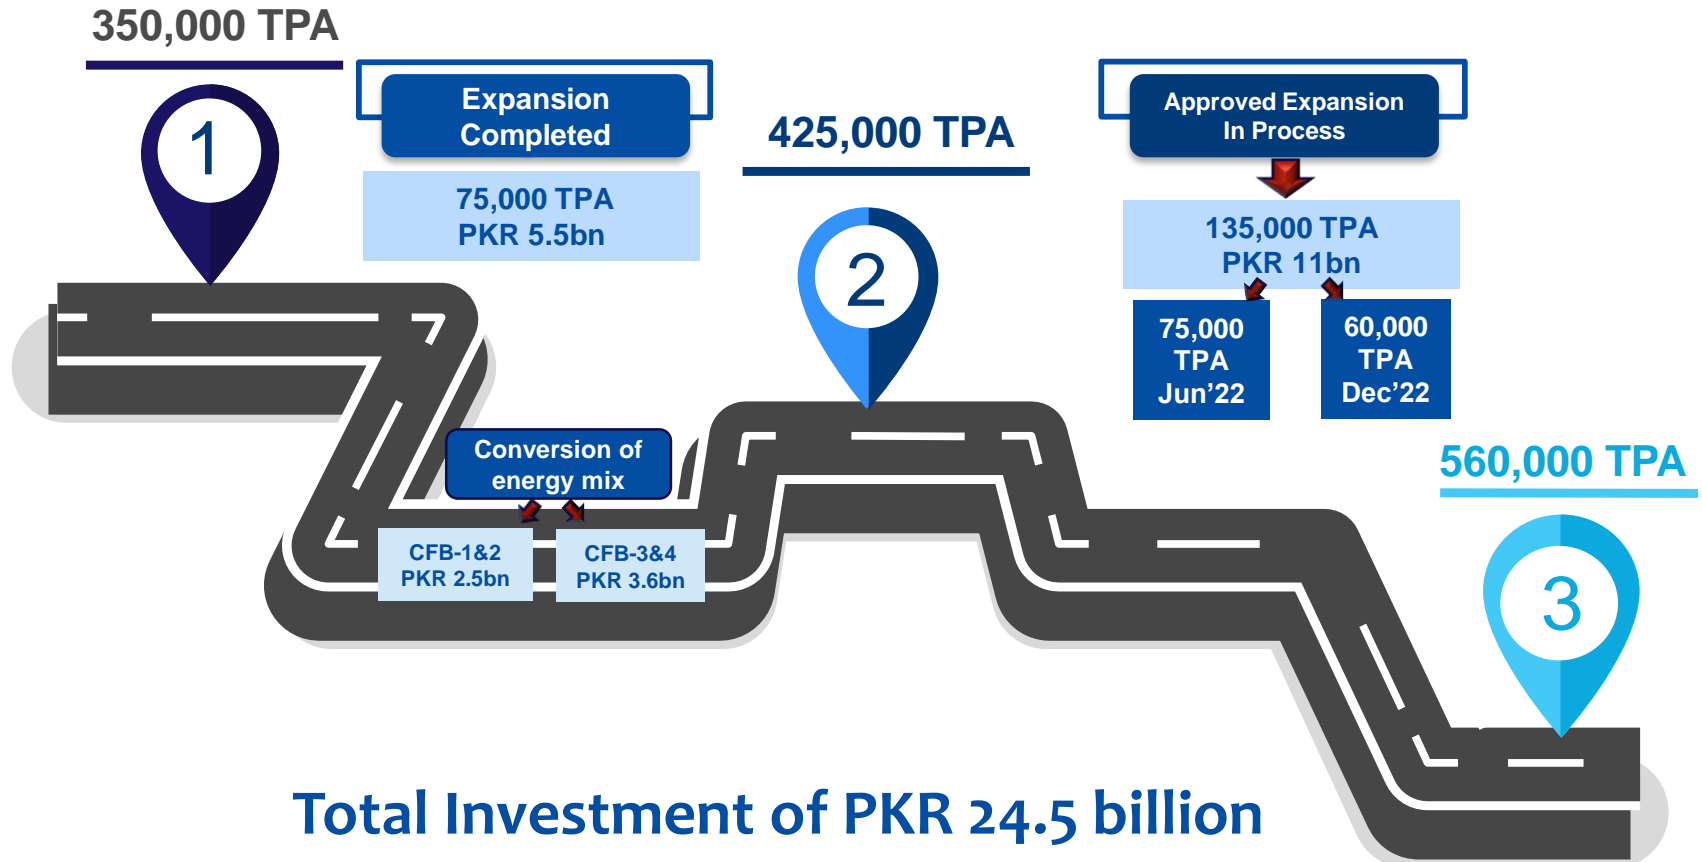 350,000 TPA
1
Expansion
Completed
75,000 TPA
PKR 5.5bn
425,000 TPA
2
Approved Expansion
In Process
135,000 TPA
PKR 11bn
75,000
TPA
Jun’22
60,000
TPA
Dec’22
Conversion of
energy mix
CFB-1&2
PKR 2.5bn
CFB-3&4
PKR 3.6bn
560,000 TPA
3
Total Investment of PKR 24.5 billion